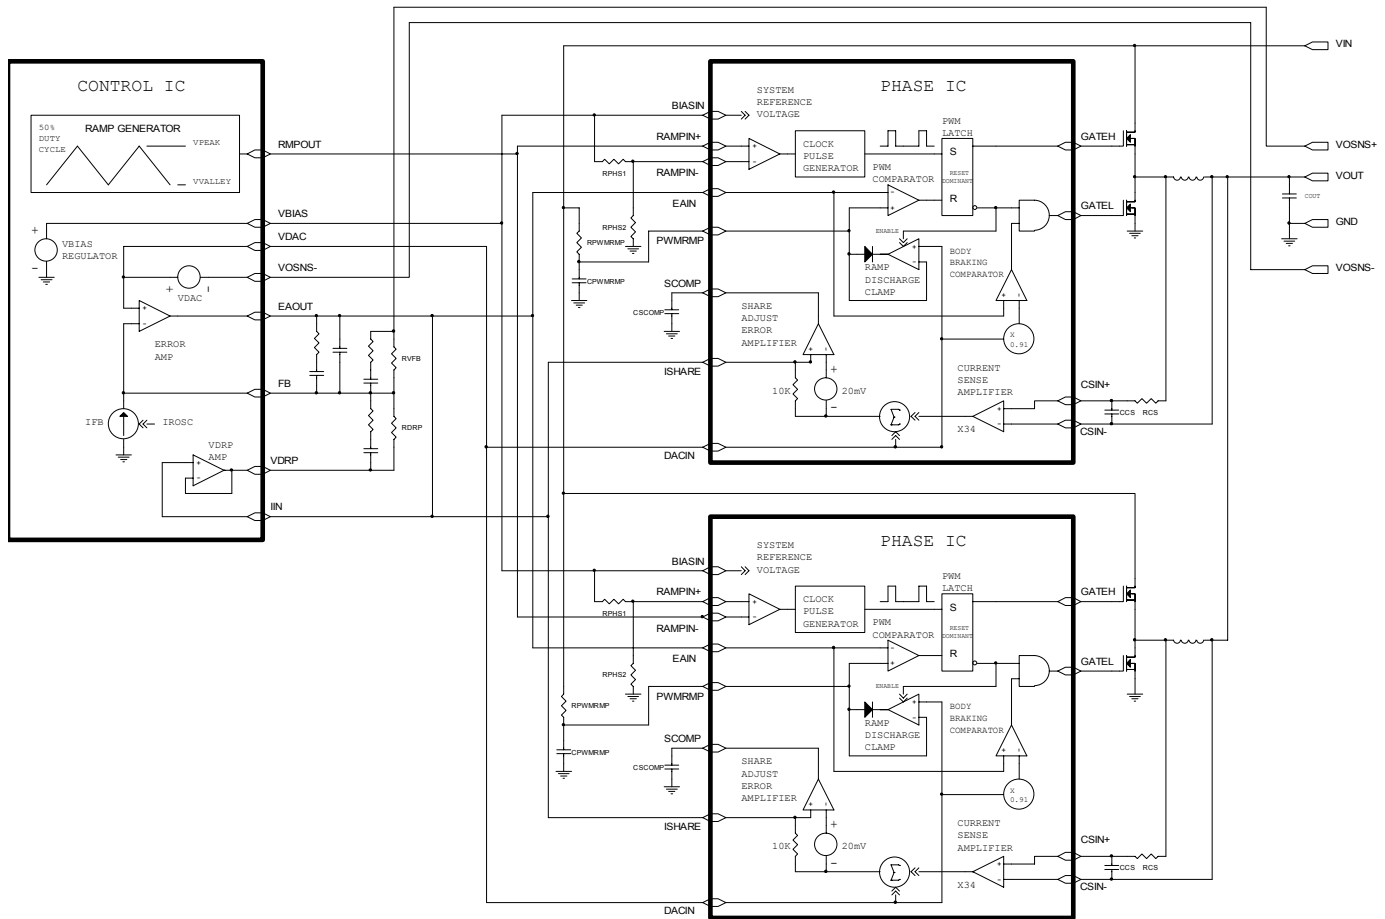 CONTROL IC
50%
DUTY
CYCLE
RAMP GENERATOR
VPEAK
VVALLEY
RMPOUT
VBIAS
+
-
VBIAS
REGULATOR
VDAC
VOSNS-
+
-
VDAC
+
-
EAOUT
ERROR
AMP
RVFB
FB
IFB
IROSC
RDRP
VDRP
AMP
+
-
VDRP
IIN
VIN
VOSNS+
VOUT
COUT
GND
VOSNS-
PHASE IC
BIASIN
SYSTEM
REFERENCE
VOLTAGE
RAMPIN+
RPHS1
RAMPIN-
+
-
CLOCK
PULSE
GENERATOR
PWM
LATCH
S
RESET
DOMINANT
R
GATEH
PWM
COMPARATOR
-
+
EAIN
RPHS2
GATEL
PWMRMP
RPWMRMP
CPWMRMP
ENABLE
+
-
RAMP
DISCHARGE
CLAMP
BODY
BRAKING
COMPARATOR
+
-
SCOMP
CSCOMP
SHARE
ADJUST
ERROR
AMPLIFIER
+
-
X
0.91
ISHARE
10K
+
-
20mV
CURRENT
SENSE
AMPLIFIER
+
-
X34
Σ
CSIN+
CCS
RCS
CSIN-
DACIN
PHASE IC
BIASIN
SYSTEM
REFERENCE
VOLTAGE
RAMPIN+
RPHS1
RAMPIN-
+
-
CLOCK
PULSE
GENERATOR
PWM
LATCH
S
RESET
DOMINANT
R
GATEH
PWM
COMPARATOR
-
+
EAIN
RPHS2
GATEL
PWMRMP
RPWMRMP
CPWMRMP
ENABLE
+
-
RAMP
DISCHARGE
CLAMP
BODY
BRAKING
COMPARATOR
+
-
SCOMP
CSCOMP
SHARE
ADJUST
ERROR
AMPLIFIER
+
-
X
0.91
ISHARE
10K
+
-
20mV
CURRENT
SENSE
AMPLIFIER
+
-
X34
Σ
CSIN+
CCS
RCS
CSIN-
DACIN